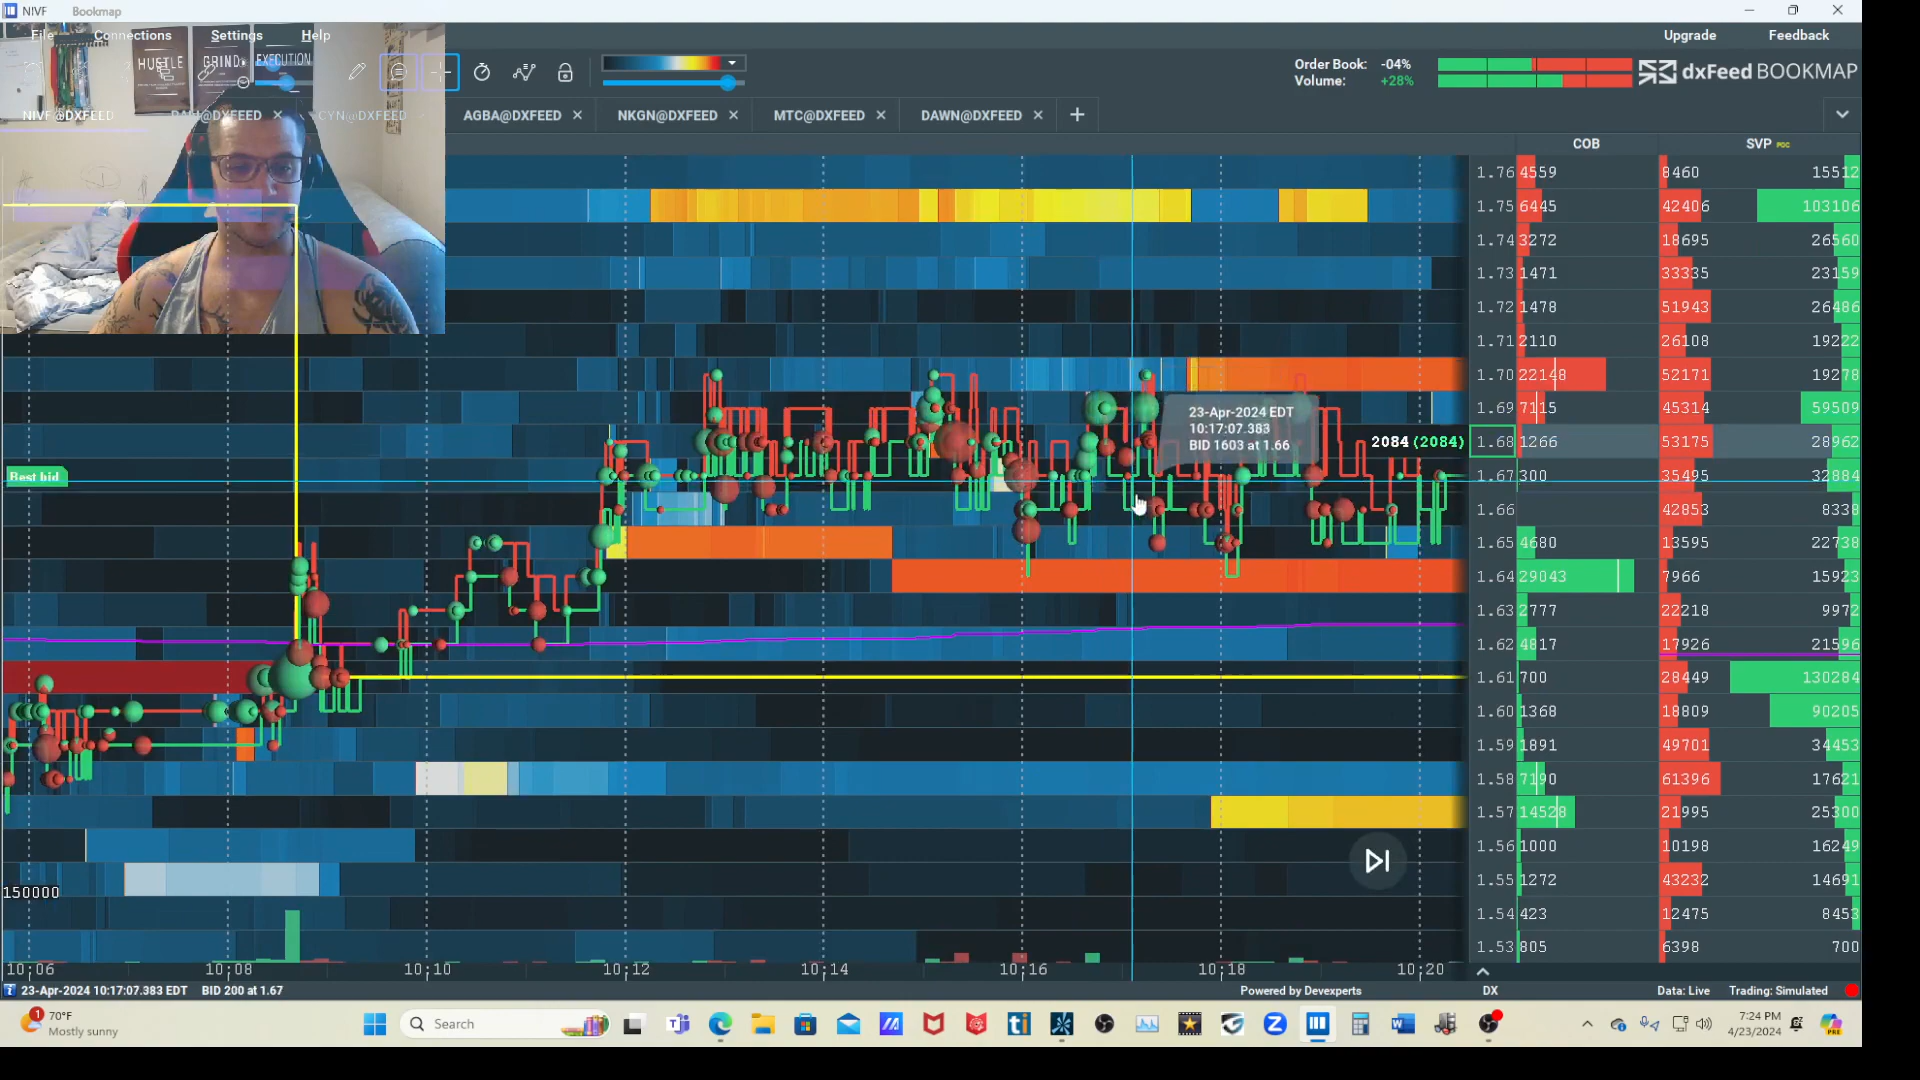 NIVF Bookmap
File Connections Settings Help
Upgrade Feedback
HUSTLE GRIND EXECUTION
Order Book: -04%
Volume: +28%
dxFeed BOOKMAP
NIVF@DXFEED
@DXFEED
CYN@DXFEED
AGBA@DXFEED
NKGN@DXFEED
MTC@DXFEED
DAWN@DXFEED
COB SVP
1.76 4559 8460 15512
1.75 6445 42406 103106
1.74 3272 18695 26560
1.73 1471 33335 23159
1.72 1478 51943 26486
1.71 2110 26108 19222
1.70 22148 52171 19278
1.69 7115 45314 59509
23-Apr-2024 EDT
10:17:07.383
BID 1603 at 1.66
2084 (2084) 1.68 1266 53175 28962
Best bid
1.67 300 35495 32884
1.66 42853 8338
1.65 4680 13595 22738
1.64 29043 7966 15923
1.63 2777 22218 9972
1.62 4817 17926 21596
1.61 700 28449 130284
1.60 1368 18809 90205
1.59 1891 49701 34453
1.58 7190 61396 17621
1.57 14528 21995 25300
1.56 1000 10198 16249
1.55 1272 43232 14691
150000
1.54 423 12475 8453
1.53 805 6398 700
10:06 10:08 10:10 10:12 10:14 10:16 10:18 10:20
23-Apr-2024 10:17:07.383 EDT BID 200 at 1.67
Powered by Devexperts
DX
Data: Live Trading: Simulated
1
70°F
Mostly sunny
Search
7:24 PM
4/23/2024